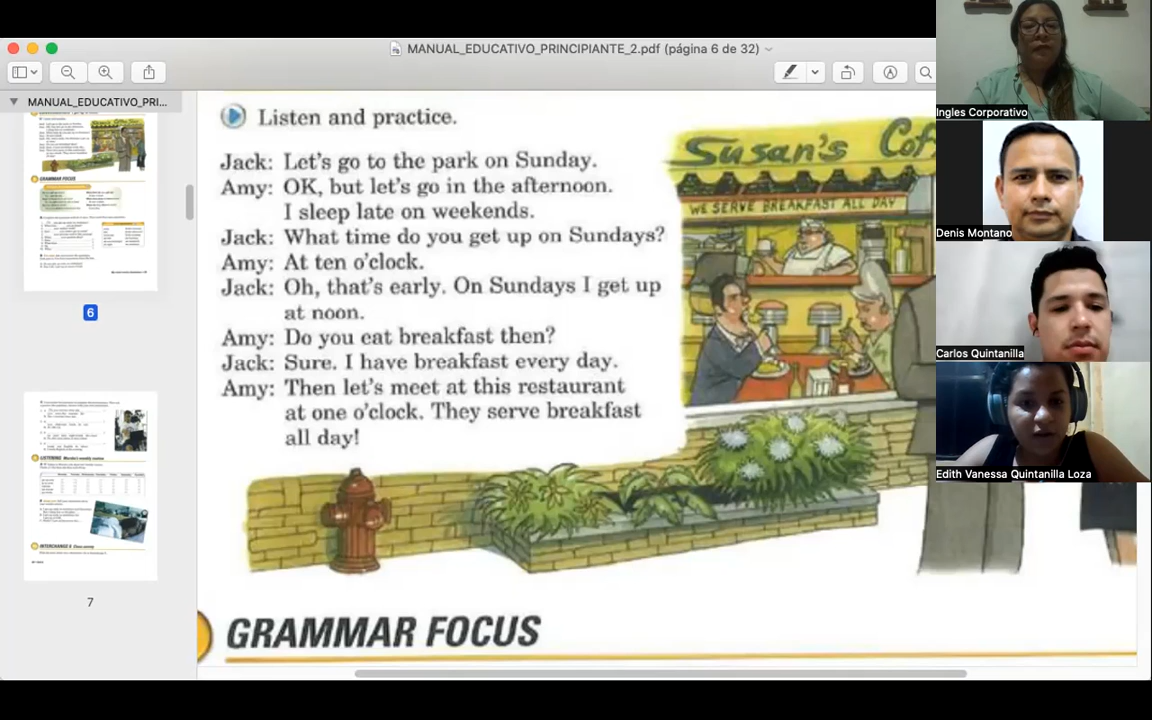 MANUAL_EDUCATIVO_PRINCIPIANTE_2.pdf (página 6 de 32)
MANUAL_EDUCATIVO_PRI...
6
7
Listen and practice.
Jack: Let's go to the park on Sunday.
Amy: OK, but let's go in the afternoon.
I sleep late on weekends.
Jack: What time do you get up on Sundays?
Amy: At ten o'clock.
Jack: Oh, that's early. On Sundays I get up
at noon.
Amy: Do you eat breakfast then?
Jack: Sure. I have breakfast every day.
Amy: Then let's meet at this restaurant
at one o'clock. They serve breakfast
all day!
Susan's Cof
WE SERVE BREAKFAST ALL DAY
GRAMMAR FOCUS
Ingles Corporativo
Denis Montano
Carlos Quintanilla
Edith Vanessa Quintanilla Loza